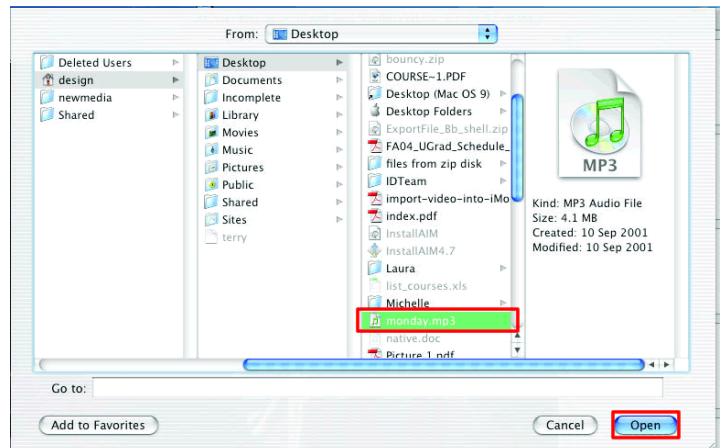 From: Desktop
Deleted Users
design
newmedia
Shared
Desktop
Documents
Incomplete
Library
Movies
Music
Pictures
Public
Shared
Sites
terry
bouncy.zip
COURSE~1.PDF
Desktop (Mac OS 9)
Desktop Folders
ExportFile_8b_shell.zip
FA04_UGrad_Schedule_
files from zip disk
IDTeam
import-video-into-iMo
index.pdf
InstallAIM
InstallAIM4.7
Laura
list_courses.xls
Michelle
monday.mp3
native.doc
Picture 1.pdf
MP3
Kind: MP3 Audio File
Size: 4.1 MB
Created: 10 Sep 2001
Modified: 10 Sep 2001
Go to:
Add to Favorites
Cancel
Open